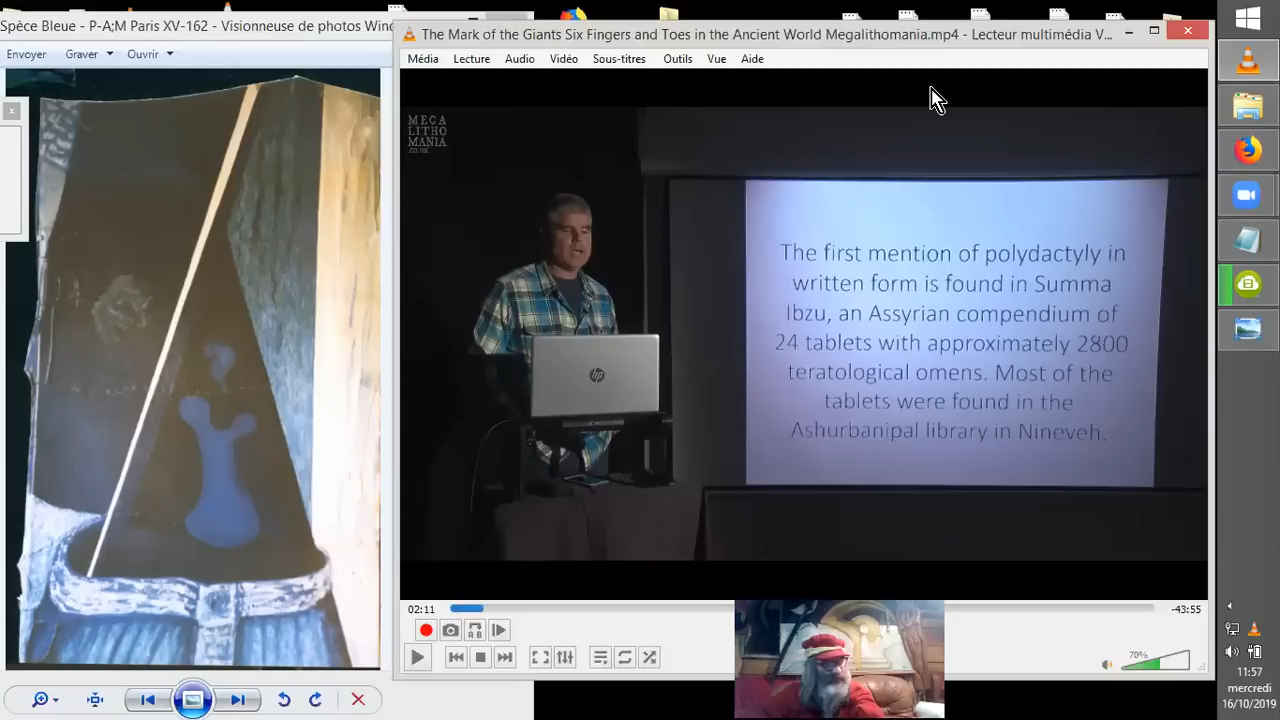 Spèce Bleue - P-A;M Paris XV-162 - Visionneuse de photos Wind
Envoyer Graver Ouvrir
The Mark of the Giants Six Fingers and Toes in the Ancient World Megalithomania.mp4 - Lecteur multimédia V...
Média Lecture Audio Vidéo Sous-titres Outils Vue Aide
MEGA
LITHO
MANIA
The first mention of polydactyly in
written form is found in Summa
Ibzu, an Assyrian compendium of
24 tablets with approximately 2800
teratological omens. Most of the
tablets were found in the
Ashurbanipal library in Nineveh.
hp
02:11
-43:55
70%
11:57
mercredi
16/10/2019